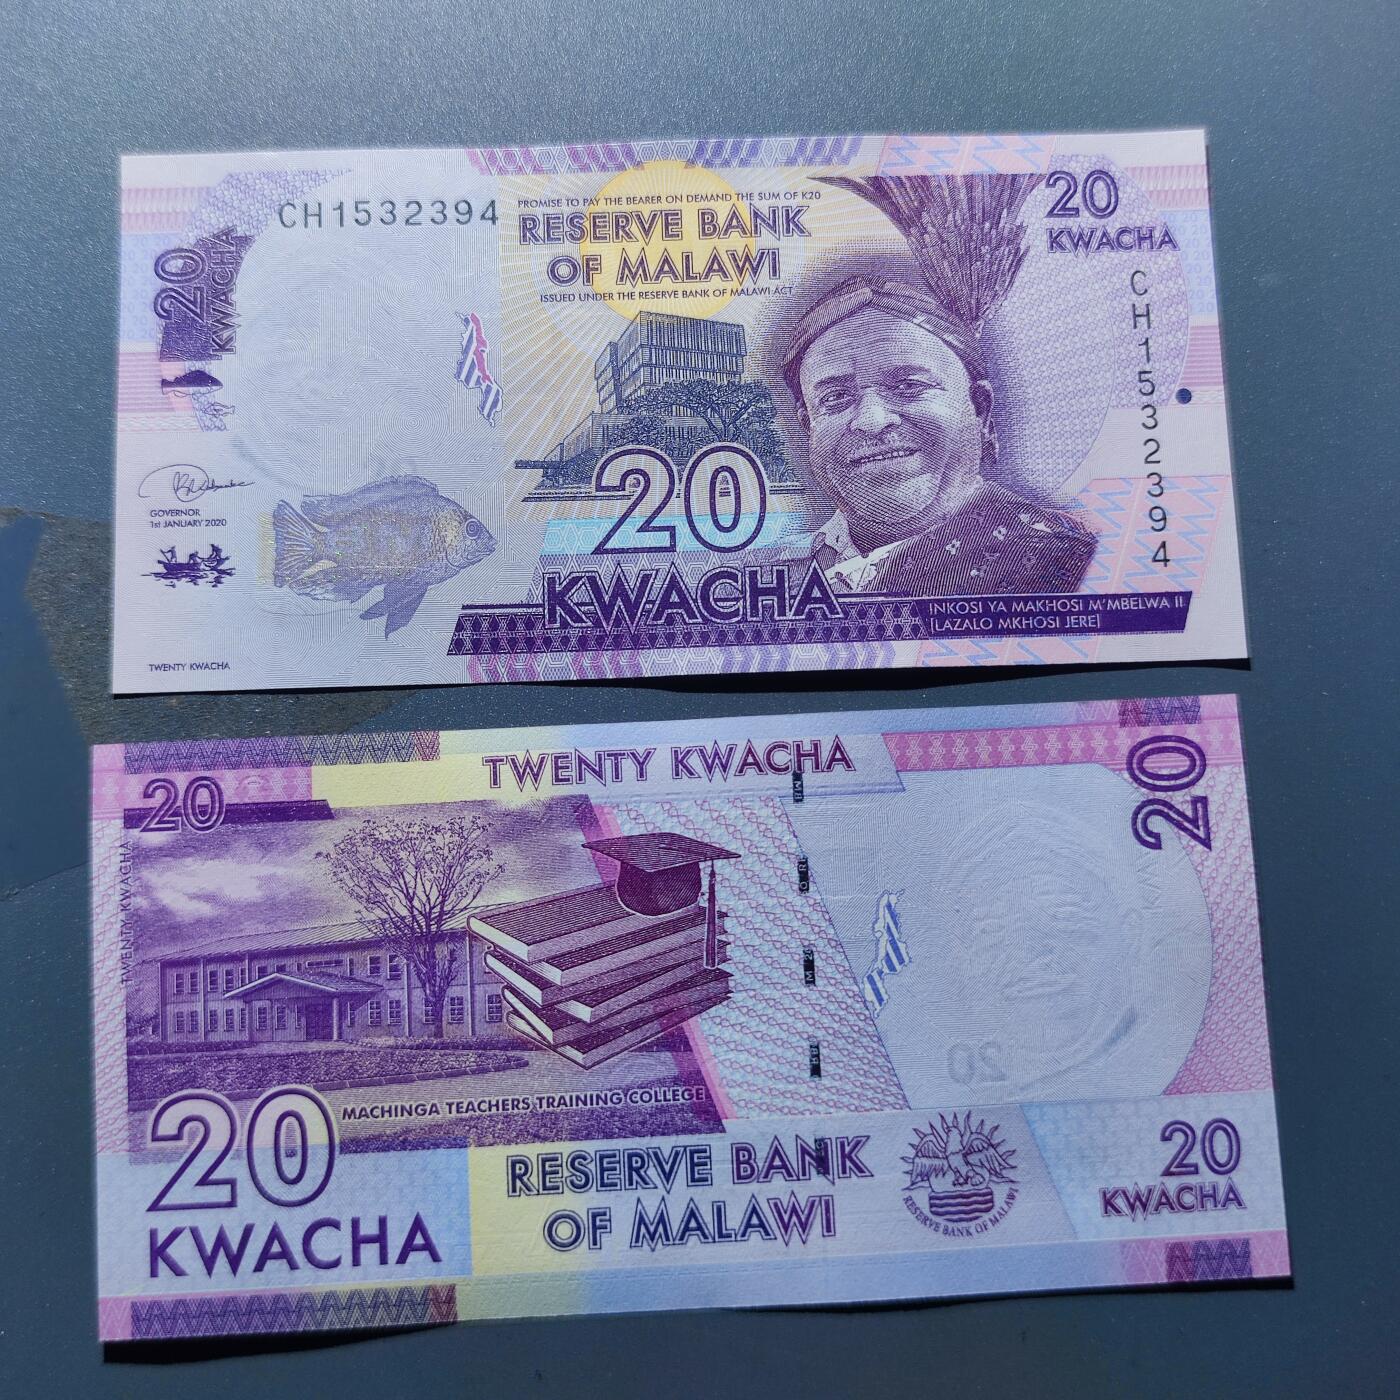 CH1532394
PROMISE TO PAY THE BEARER ON DEMAND THE SUM OF K20
RESERVE BANK
OF MALAWI
ISSUED UNDER THE RESERVE BANK OF MALAWI ACT
20
KWACHA
20
KWACHA
CH1532394
GOVERNOR
1st JANUARY 2020
20
KWACHA
INKOSI YA MAKHOSI M'MBELWA II
[LAZALO MKHOSI JERE]
TWENTY KWACHA
TWENTY KWACHA
20
20
TWENTY KWACHA
MACHINGA TEACHERS TRAINING COLLEGE
20
KWACHA
RESERVE BANK
OF MALAWI
RESERVE BANK OF MALAWI
20
KWACHA
20